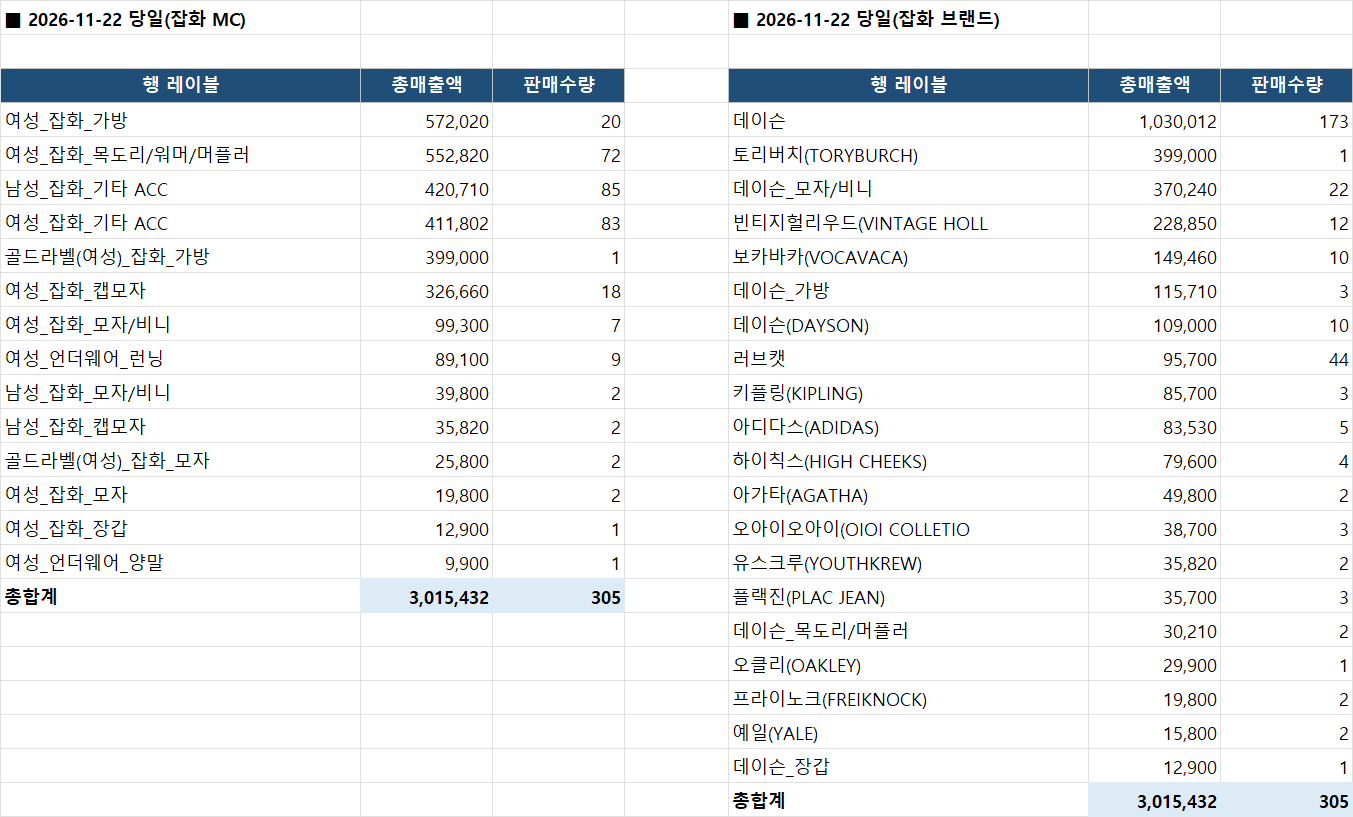 ■ 2026-11-22 당일(잡화 MC)
행 레이블 총매출액 판매수량
여성_잡화_가방 572,020 20
여성_잡화_목도리/워머/머플러 552,820 72
남성_잡화_기타 ACC 420,710 85
여성_잡화_기타 ACC 411,802 83
골드라벨(여성)_잡화_가방 399,000 1
여성_잡화_캡모자 326,660 18
여성_잡화_모자/비니 99,300 7
여성_언더웨어_런닝 89,100 9
남성_잡화_모자/비니 39,800 2
남성_잡화_캡모자 35,820 2
골드라벨(여성)_잡화_모자 25,800 2
여성_잡화_모자 19,800 2
여성_잡화_장갑 12,900 1
여성_언더웨어_양말 9,900 1
총합계 3,015,432 305
■ 2026-11-22 당일(잡화 브랜드)
행 레이블 총매출액 판매수량
데이슨 1,030,012 173
토리버치(TORYBURCH) 399,000 1
데이슨_모자/비니 370,240 22
빈티지헐리우드(VINTAGE HOLL 228,850 12
보카바카(VOCAVACA) 149,460 10
데이슨_가방 115,710 3
데이슨(DAYSON) 109,000 10
러브캣 95,700 44
키플링(KIPLING) 85,700 3
아디다스(ADIDAS) 83,530 5
하이칙스(HIGH CHEEKS) 79,600 4
아가타(AGATHA) 49,800 2
오아이오아이(OIOI COLLETIO 38,700 3
유스크루(YOUTHKREW) 35,820 2
플랙진(PLAC JEAN) 35,700 3
데이슨_목도리/머플러 30,210 2
오클리(OAKLEY) 29,900 1
프라이노크(FREIKNOCK) 19,800 2
예일(YALE) 15,800 2
데이슨_장갑 12,900 1
총합계 3,015,432 305